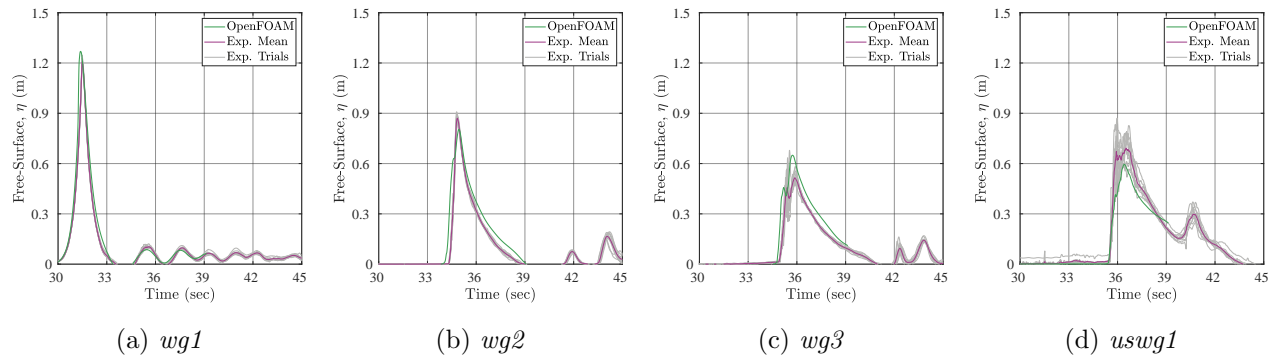 1.5
1.2
0.9
0.6
0.3
0
Free-Surface, η (m)
OpenFOAM
Exp. Mean
Exp. Trials
30 33 36 39 42 45
Time (sec)
(a) wg1
1.5
1.2
0.9
0.6
0.3
0
Free-Surface, η (m)
OpenFOAM
Exp. Mean
Exp. Trials
30 33 36 39 42 45
Time (sec)
(b) wg2
1.5
1.2
0.9
0.6
0.3
0
Free-Surface, η (m)
OpenFOAM
Exp. Mean
Exp. Trials
30 33 36 39 42 45
Time (sec)
(c) wg3
1.5
1.2
0.9
0.6
0.3
0
Free-Surface, η (m)
OpenFOAM
Exp. Mean
Exp. Trials
30 33 36 39 42 45
Time (sec)
(d) uswg1